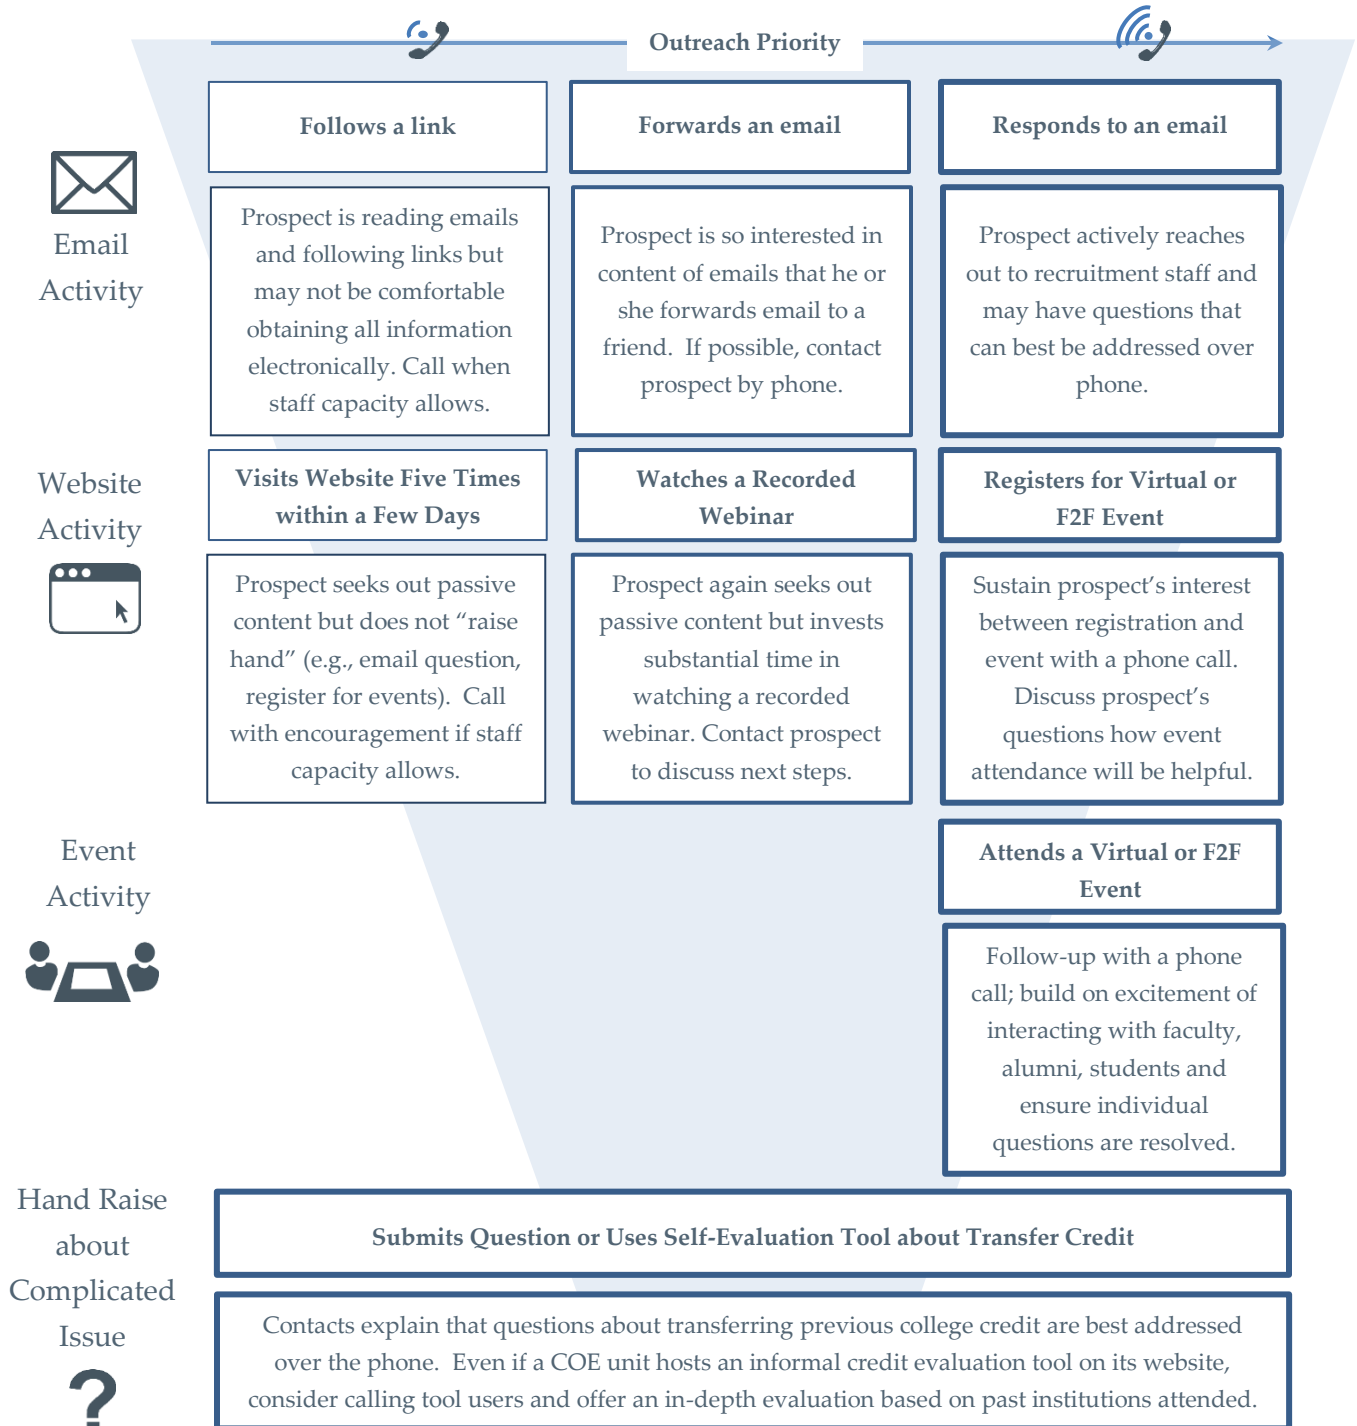 Outreach Priority
Follows a link
Forwards an email
Responds to an email
Email
Activity
Prospect is reading emails
and following links but
may not be comfortable
obtaining all information
electronically. Call when
staff capacity allows.
Prospect is so interested in
content of emails that he or
she forwards email to a
friend.  If possible, contact
prospect by phone.
Prospect actively reaches
out to recruitment staff and
may have questions that
can best be addressed over
phone.
Website
Activity
Visits Website Five Times
within a Few Days
Watches a Recorded
Webinar
Registers for Virtual or
F2F Event
Prospect seeks out passive
content but does not “raise
hand” (e.g., email question,
register for events).  Call
with encouragement if staff
capacity allows.
Prospect again seeks out
passive content but invests
substantial time in
watching a recorded
webinar. Contact prospect
to discuss next steps.
Sustain prospect’s interest
between registration and
event with a phone call.
Discuss prospect’s
questions how event
attendance will be helpful.
Event
Activity
Attends a Virtual or F2F
Event
Follow-up with a phone
call; build on excitement of
interacting with faculty,
alumni, students and
ensure individual
questions are resolved.
Hand Raise
about
Complicated
Issue
?
Submits Question or Uses Self-Evaluation Tool about Transfer Credit
Contacts explain that questions about transferring previous college credit are best addressed
over the phone.  Even if a COE unit hosts an informal credit evaluation tool on its website,
consider calling tool users and offer an in-depth evaluation based on past institutions attended.